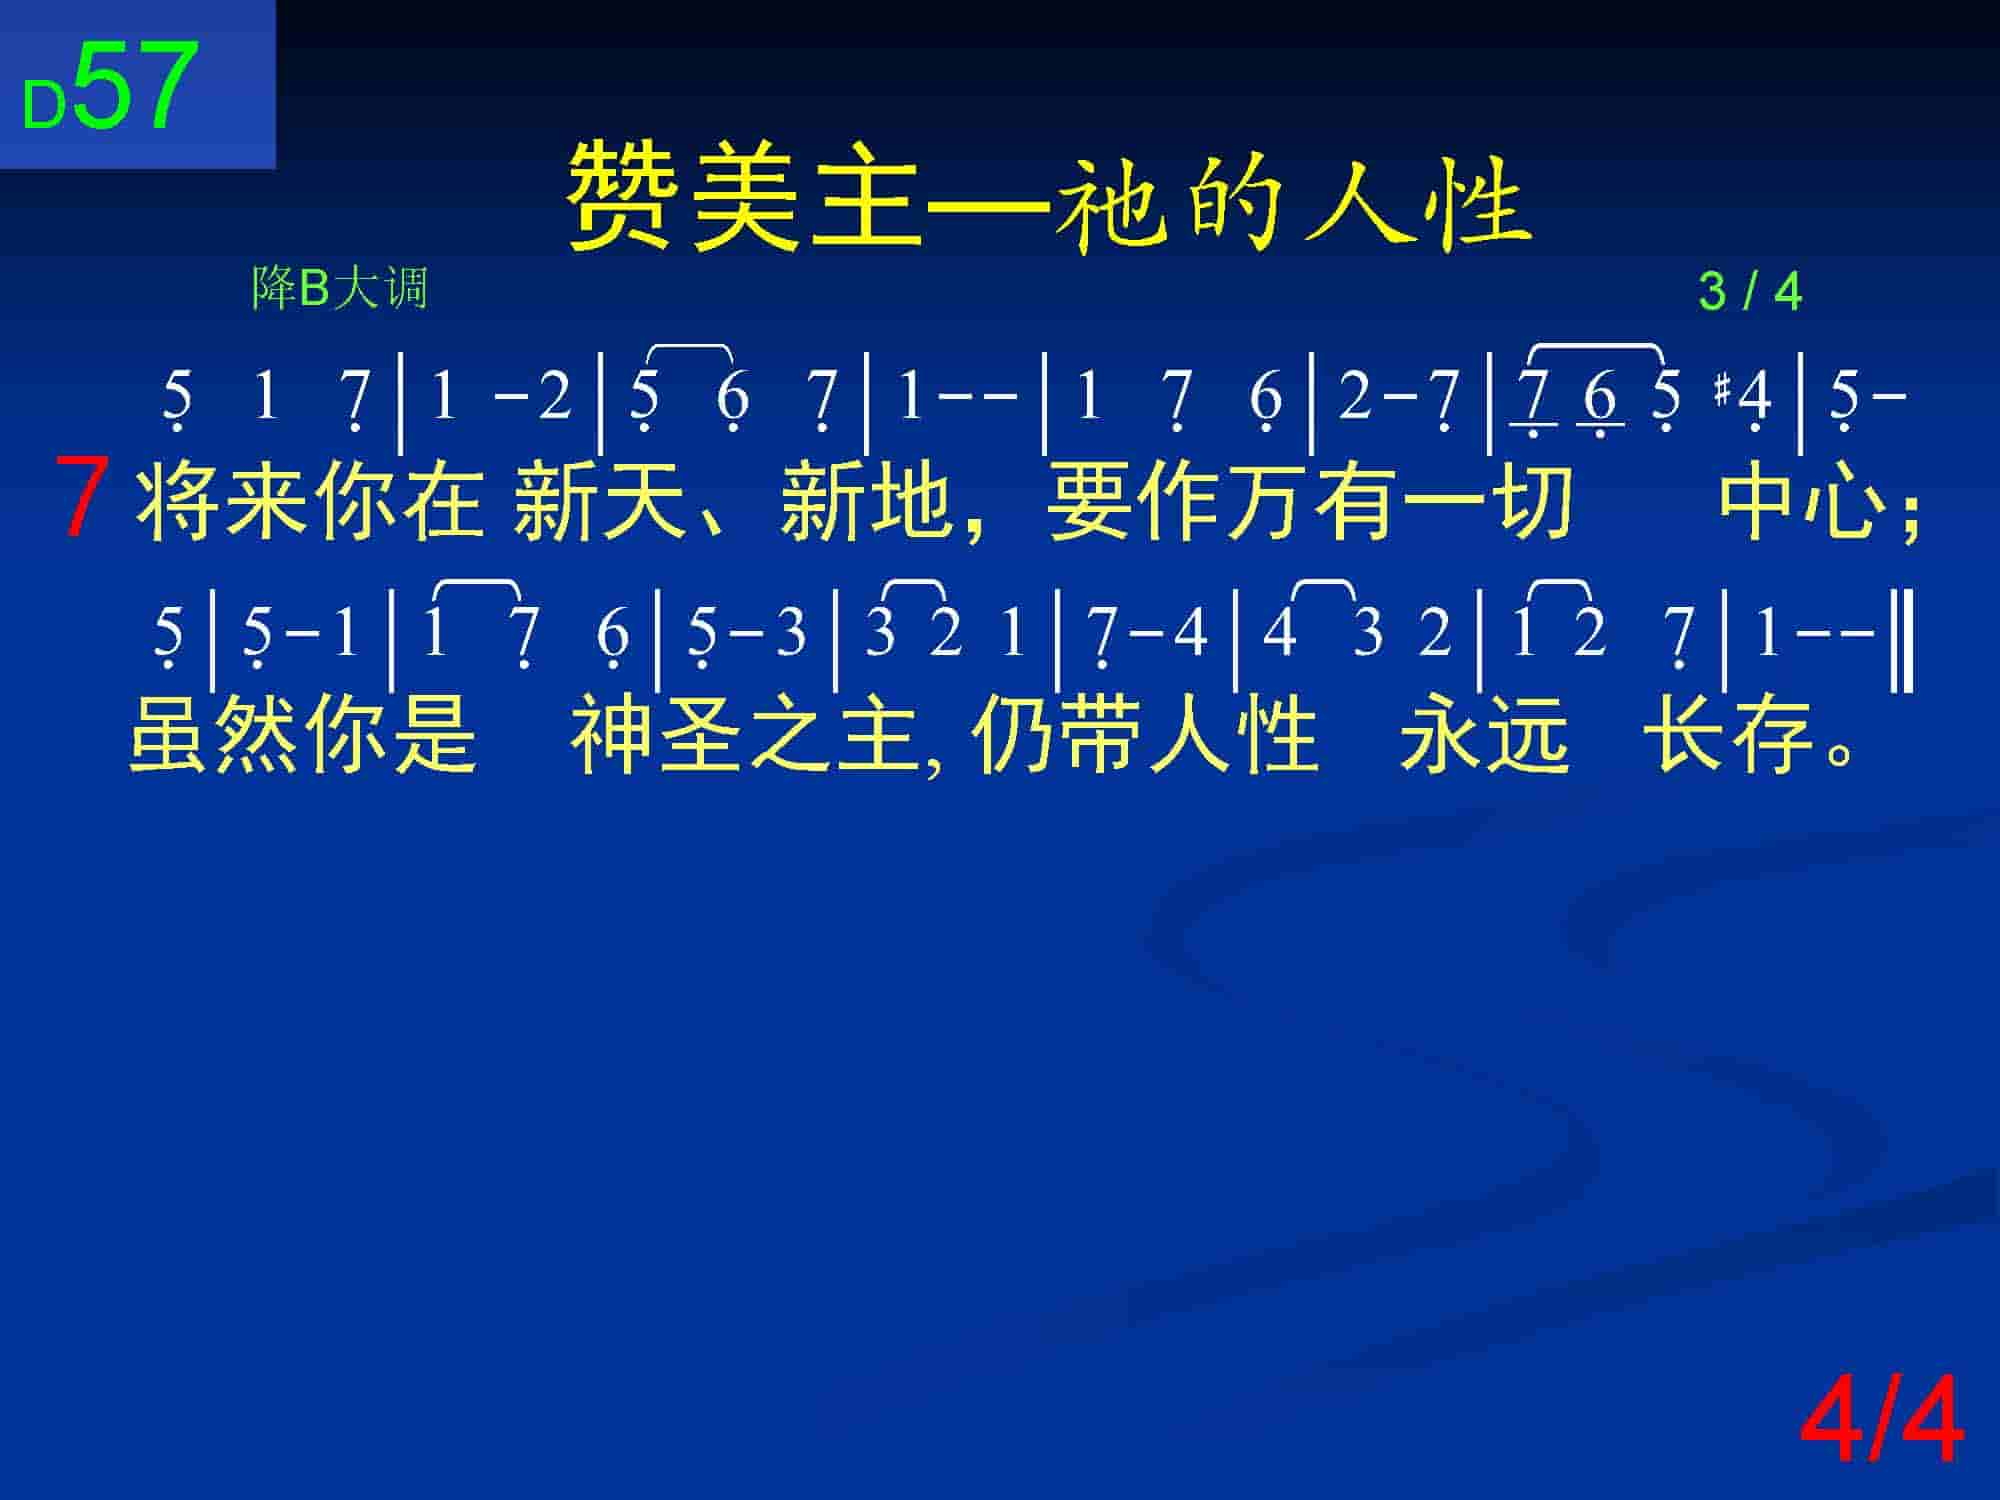 D57
赞美主—祂的人性
降B大调 3 / 4
5̣ 1 7̣ | 1 - 2 | 5̣ 6̣ 7̣ | 1 - - | 1 7̣ 6̣ | 2 - 7̣ | 7̣ 6̣ 5̣ #4̣ | 5̣ -
7 将来你在 新天、新地，要作万有一切 中心；
5̣ | 5̣ - 1 | 1 7̣ 6̣ | 5̣ - 3 | 3 2 1 | 7̣ - 4 | 4 3 2 | 1 2 7̣ | 1 - - ‖
虽然你是 神圣之主, 仍带人性 永远 长存。
4/4